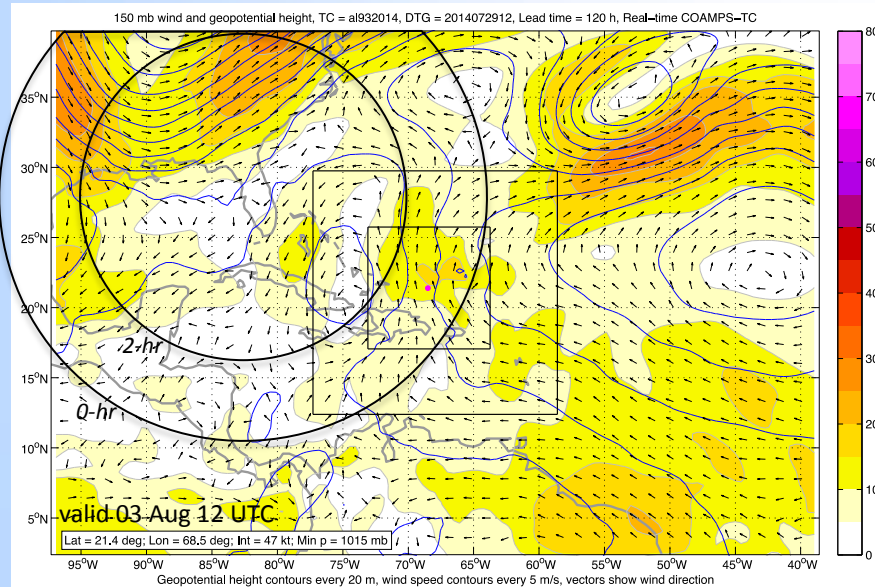 150 mb wind and geopotential height, TC = al932014, DTG = 2014072912, Lead time = 120 h, Real−time COAMPS−TC
80
70
60
50
40
30
20
10
0
35°N
30°N
25°N
20°N
15°N
10°N
5°N
2-hr
0-hr
valid 03 Aug 12 UTC
Lat = 21.4 deg; Lon = 68.5 deg; Int = 47 kt; Min p = 1015 mb
95°W 90°W 85°W 80°W 75°W 70°W 65°W 60°W 55°W 50°W 45°W 40°W
Geopotential height contours every 20 m, wind speed contours every 5 m/s, vectors show wind direction